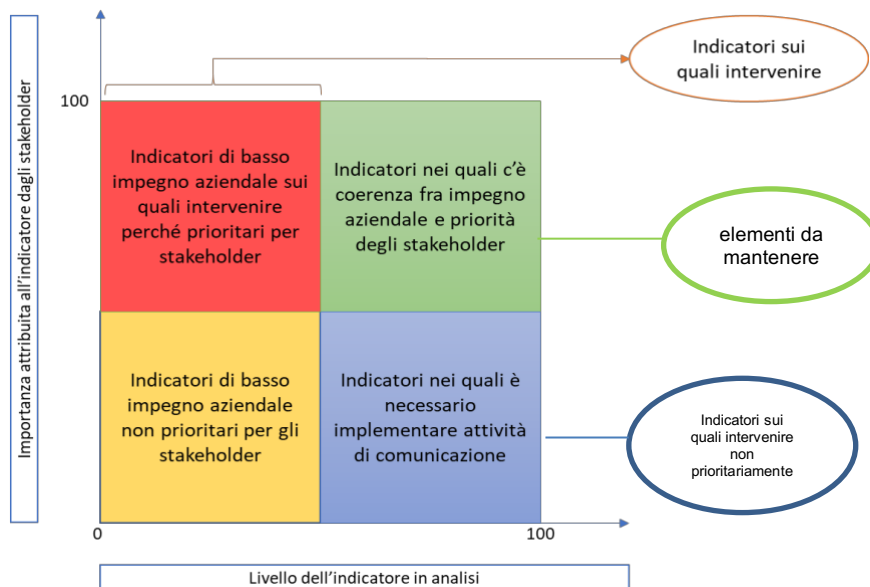 Importanza attribuita all'indicatore dagli stakeholder
Indicatori sui
quali intervenire
100
Indicatori di basso
impegno aziendale sui
quali intervenire
perché prioritari per
stakeholder
Indicatori nei quali c'è
coerenza fra impegno
aziendale e priorità
degli stakeholder
elementi da
mantenere
Indicatori di basso
impegno aziendale
non prioritari per gli
stakeholder
Indicatori nei quali è
necessario
implementare attività
di comunicazione
Indicatori sui
quali intervenire
non
prioritariamente
0
100
Livello dell'indicatore in analisi